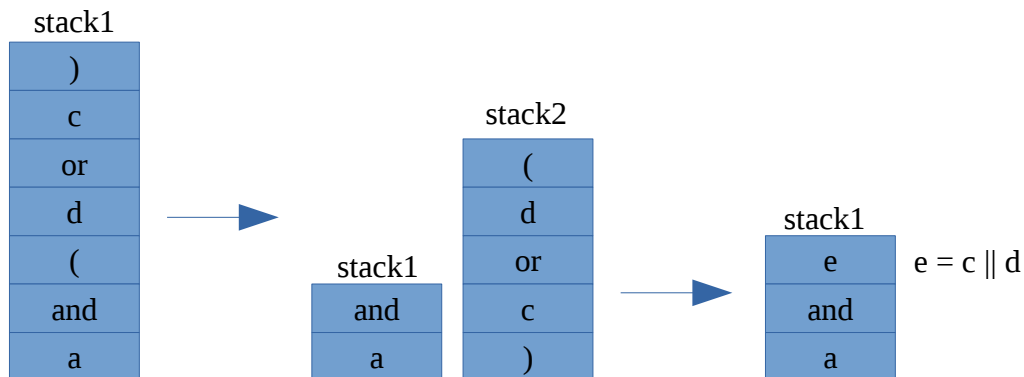 stack1
)
c
or
d
(
and
a
stack1
and
a
stack2
(
d
or
c
)
stack1
e
and
a
e = c || d